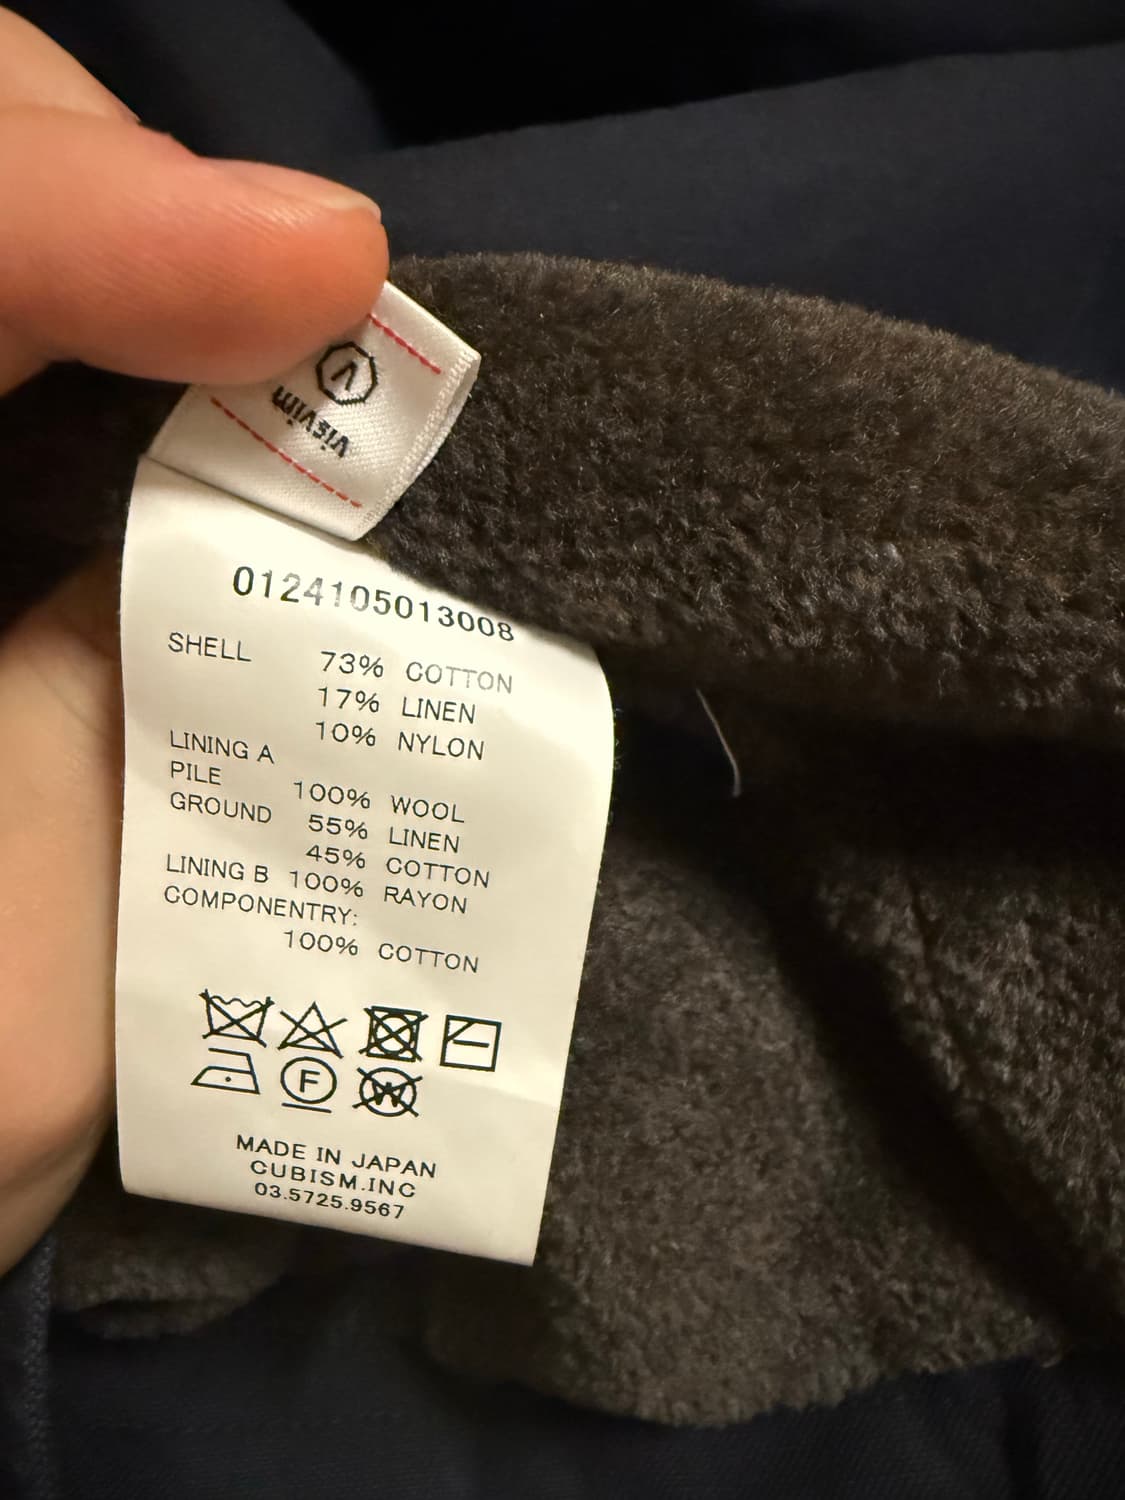 V
visvim
0124105013008
SHELL 73% COTTON
17% LINEN
10% NYLON
LINING A
PILE 100% WOOL
GROUND 55% LINEN
45% COTTON
LINING B 100% RAYON
COMPONENTRY:
100% COTTON
F W
MADE IN JAPAN
CUBISM.INC
03.5725.9567